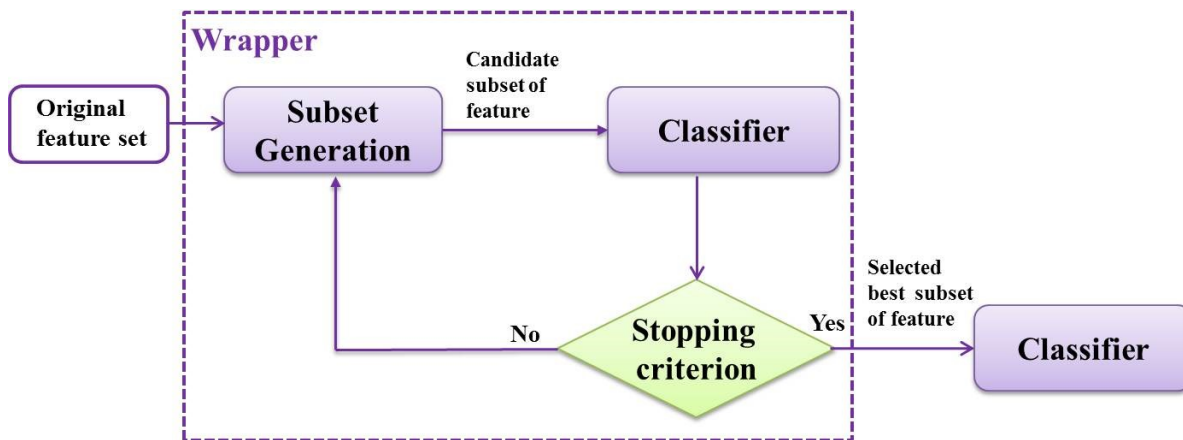 Wrapper
Original
feature set
Subset
Generation
Candidate
subset of
feature
Classifier
Stopping
criterion
No
Yes
Selected
best subset
of feature
Classifier